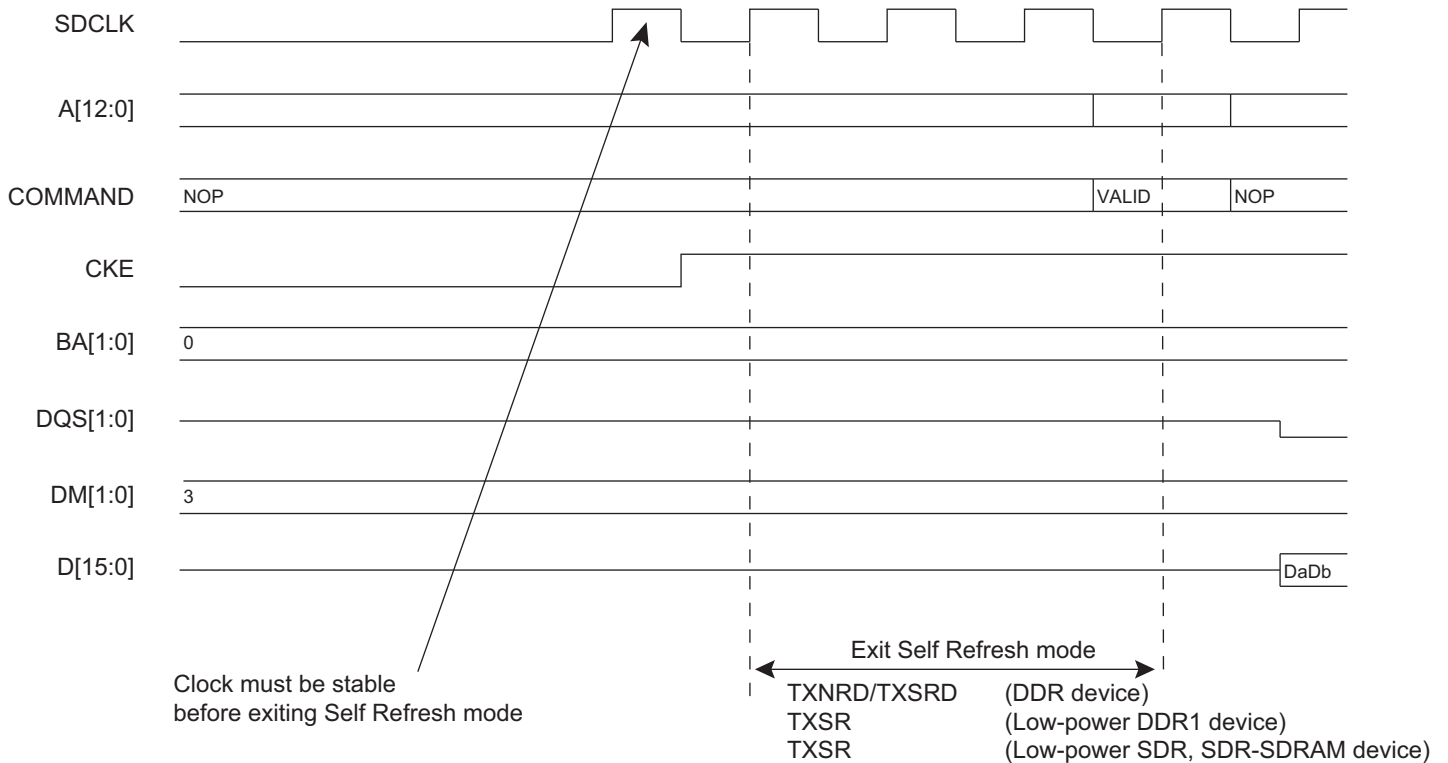 SDCLK
A[12:0]
COMMAND
NOP
VALID
NOP
CKE
BA[1:0]
0
DQS[1:0]
DM[1:0]
3
D[15:0]
DaDb
Exit Self Refresh mode
Clock must be stable
before exiting Self Refresh mode
TXNRD/TXSRD (DDR device)
TXSR (Low-power DDR1 device)
TXSR (Low-power SDR, SDR-SDRAM device)